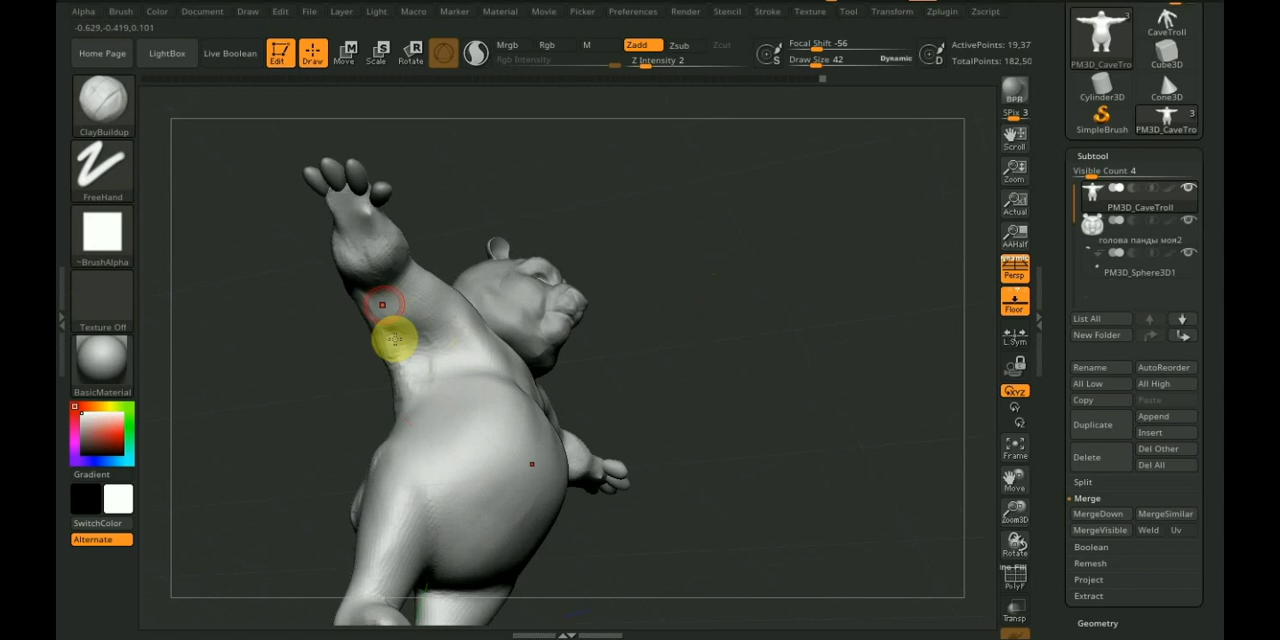 Alpha Brush Color Document Draw Edit File Layer Light Macro Marker Material Movie Picker Preferences Render Stencil Stroke Texture Tool Transform Zplugin Zscript
-0.629,-0.419,0.101
Home Page LightBox Live Boolean Edit Draw Move Scale Rotate
Mrgb Rgb M Zadd Zsub Zcut
Rgb Intensity Z Intensity 2
Focal Shift -56
Draw Size 42 Dynamic
ActivePoints: 19,37
TotalPoints: 182,50
S
D
ClayBuildup
FreeHand
~BrushAlpha
Texture Off
BasicMaterial
Gradient
SwitchColor
Alternate
BPR
SPix 3
Scroll
Zoom
Actual
AAHalf
Dynamic
Persp
Floor
L.Sym
XYZ
Frame
Move
Zoom3D
Rotate
PolyF
Transp
3
CaveTroll
PM3D_CaveTro
Cube3D
Cylinder3D
Cone3D
3
SimpleBrush
PM3D_CaveTro
Subtool
Visible Count 4
PM3D_CaveTroll
голова панды моя2
PM3D_Sphere3D1
List All
New Folder
Rename AutoReorder
All Low All High
Copy Paste
Duplicate
Append
Insert
Delete
Del Other
Del All
Split
Merge
MergeDown MergeSimilar
MergeVisible Weld Uv
Boolean
Remesh
Project
Extract
Geometry